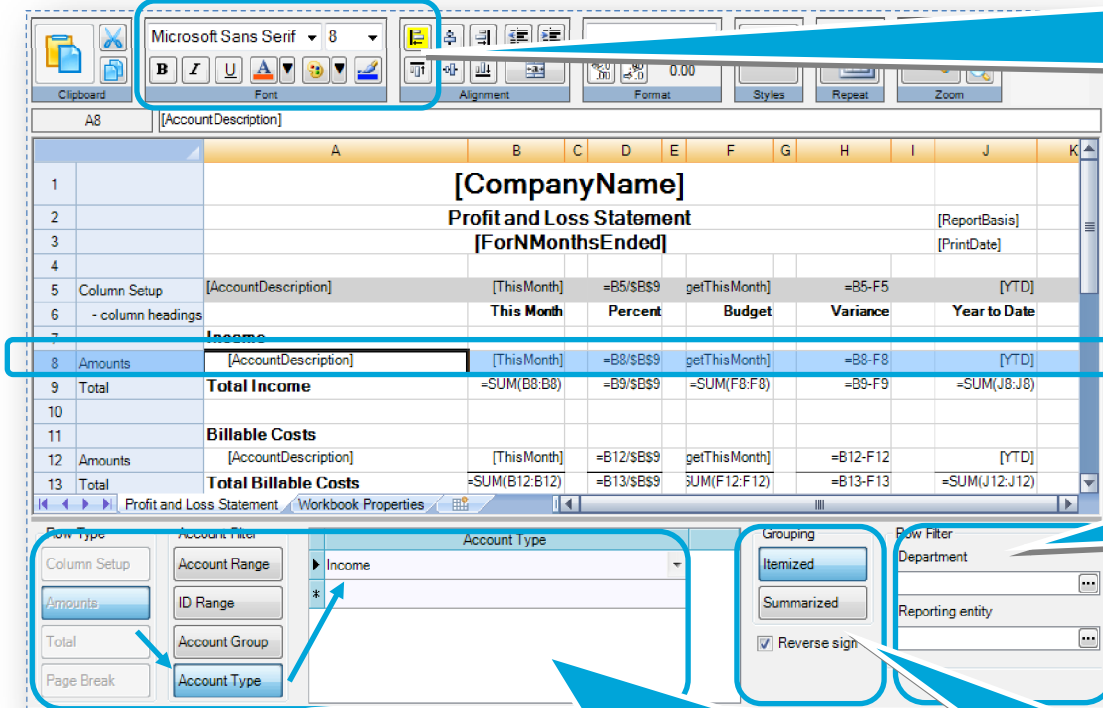 Microsoft Sans Serif 8
B I U A
0.00
Clipboard Font Alignment Format Styles Repeat Zoom
A8 [AccountDescription]
A B C D E F G H I J K
1 [CompanyName]
2 Profit and Loss Statement [ReportBasis]
3 [ForNMonthsEnded] [PrintDate]
4
5 Column Setup [AccountDescription] [ThisMonth] =B5/$B$9 getThisMonth] =B5-F5 [YTD]
6 - column headings This Month Percent Budget Variance Year to Date
7 Income
8 Amounts [AccountDescription] [ThisMonth] =B8/$B$9 getThisMonth] =B8-F8 [YTD]
9 Total Total Income =SUM(B8:B8) =B9/$B$9 =SUM(F8:F8) =B9-F9 =SUM(J8:J8)
10
11 Billable Costs
12 Amounts [AccountDescription] [ThisMonth] =B12/$B$9 getThisMonth] =B12-F12 [YTD]
13 Total Total Billable Costs =SUM(B12:B12) =B13/$B$9 SUM(F12:F12) =B13-F13 =SUM(J12:J12)
Profit and Loss Statement Workbook Properties
Row Type Account Filter Account Type Grouping Row Filter
Column Setup Account Range Income Itemized Department
Amounts ID Range * Summarized Reporting entity
Total Account Group Reverse sign
Page Break Account Type